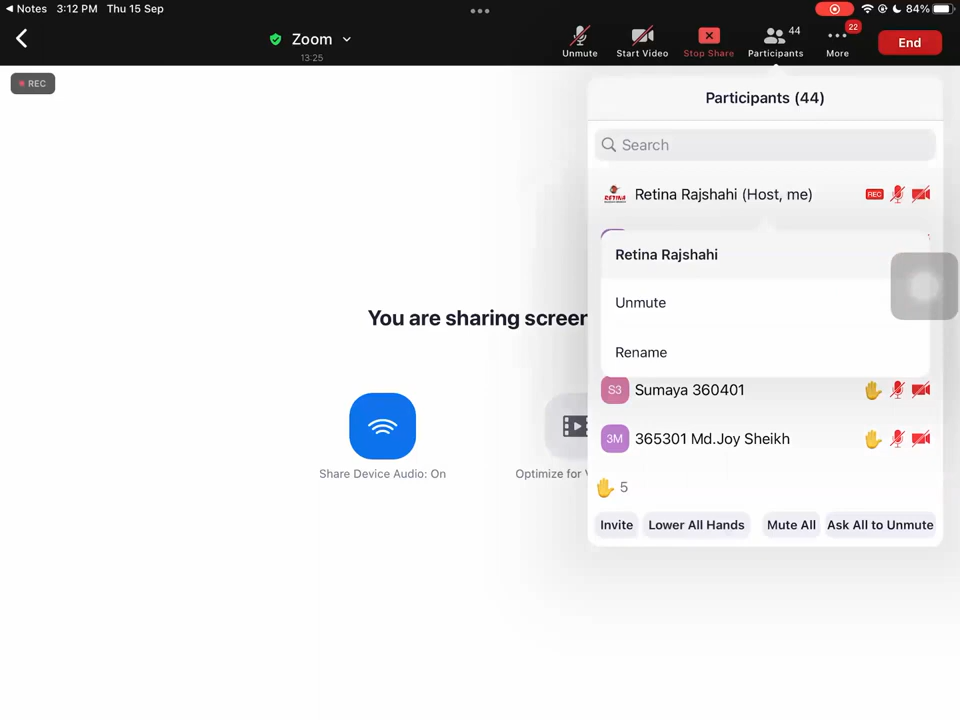 Notes 3:12 PM Thu 15 Sep 84%
Zoom
13:25
Unmute
Start Video
Stop Share
44
Participants
22
More
End
REC
Participants (44)
Search
RETINA
Retina Rajshahi (Host, me)
REC
Retina Rajshahi
Unmute
Rename
You are sharing screen
S3 Sumaya 360401
3M 365301 Md.Joy Sheikh
5
Share Device Audio: On
Optimize for
Invite
Lower All Hands
Mute All
Ask All to Unmute